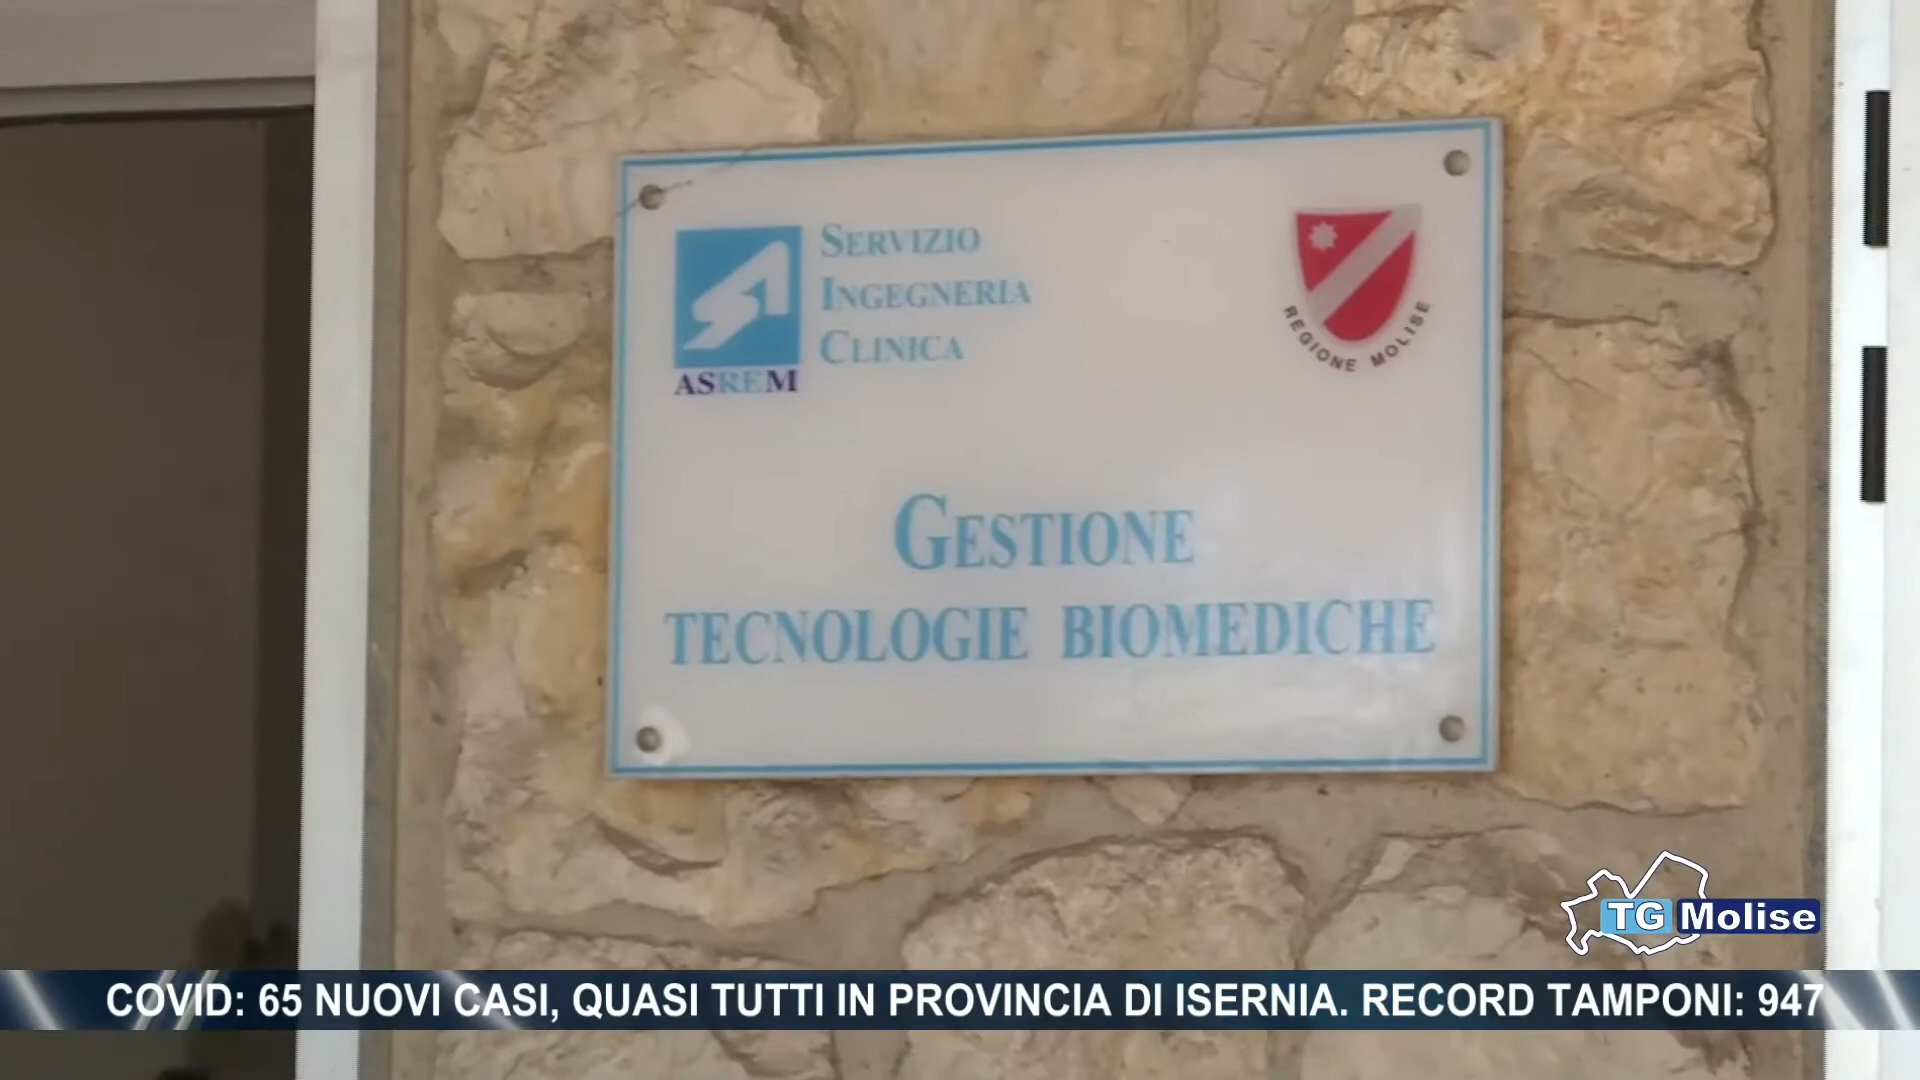 SERVIZIO
INGEGNERIA
CLINICA
ASREM
REGIONE MOLISE
GESTIONE
TECNOLOGIE BIOMEDICHE
TG Molise
COVID: 65 NUOVI CASI, QUASI TUTTI IN PROVINCIA DI ISERNIA. RECORD TAMPONI: 947